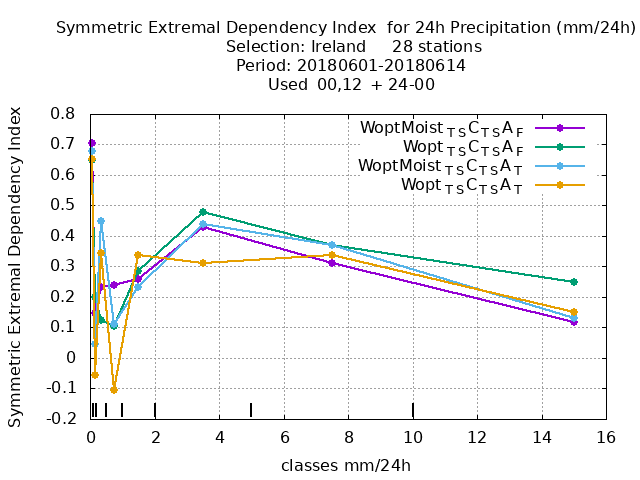 Symmetric Extremal Dependency Index  for 24h Precipitation (mm/24h)
Selection: Ireland     28 stations
Period: 20180601-20180614
Used  00,12  + 24-00
Symmetric Extremal Dependency Index
0.8
0.7
0.6
0.5
0.4
0.3
0.2
0.1
0
-0.1
-0.2
WoptMoist TS C TS A F
Wopt TS C TS A F
WoptMoist TS C TS A T
Wopt TS C TS A T
0 2 4 6 8 10 12 14 16
classes mm/24h